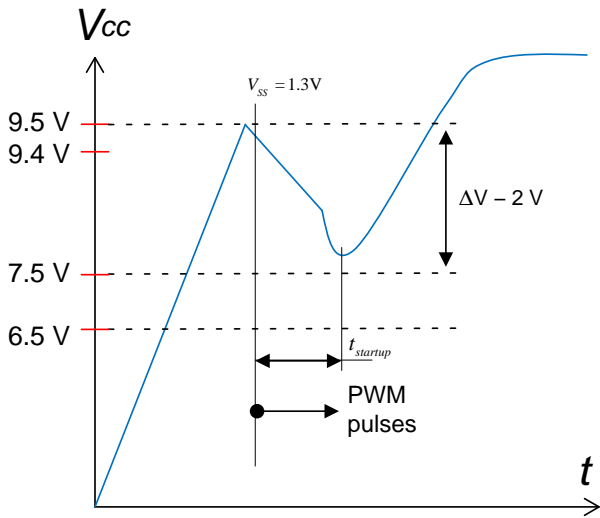 Vcc
V_SS = 1.3V
9.5 V
9.4 V
ΔV – 2 V
7.5 V
6.5 V
t_startup
PWM
pulses
t